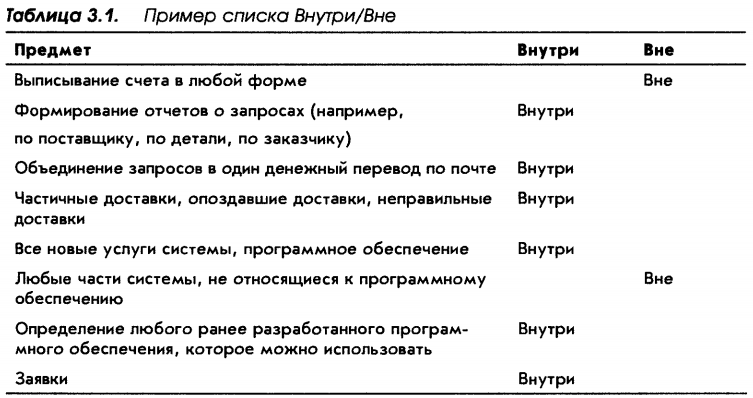 Таблица 3.1. Пример списка Внутри/Вне
Предмет Внутри Вне
Выписывание счета в любой форме Вне
Формирование отчетов о запросах (например, Внутри
по поставщику, по детали, по заказчику)
Объединение запросов в один денежный перевод по почте Внутри
Частичные доставки, опоздавшие доставки, неправильные Внутри
доставки
Все новые услуги системы, программное обеспечение Внутри
Любые части системы, не относящиеся к программному Вне
обеспечению
Определение любого ранее разработанного програм- Внутри
много обеспечения, которое можно использовать
Заявки Внутри